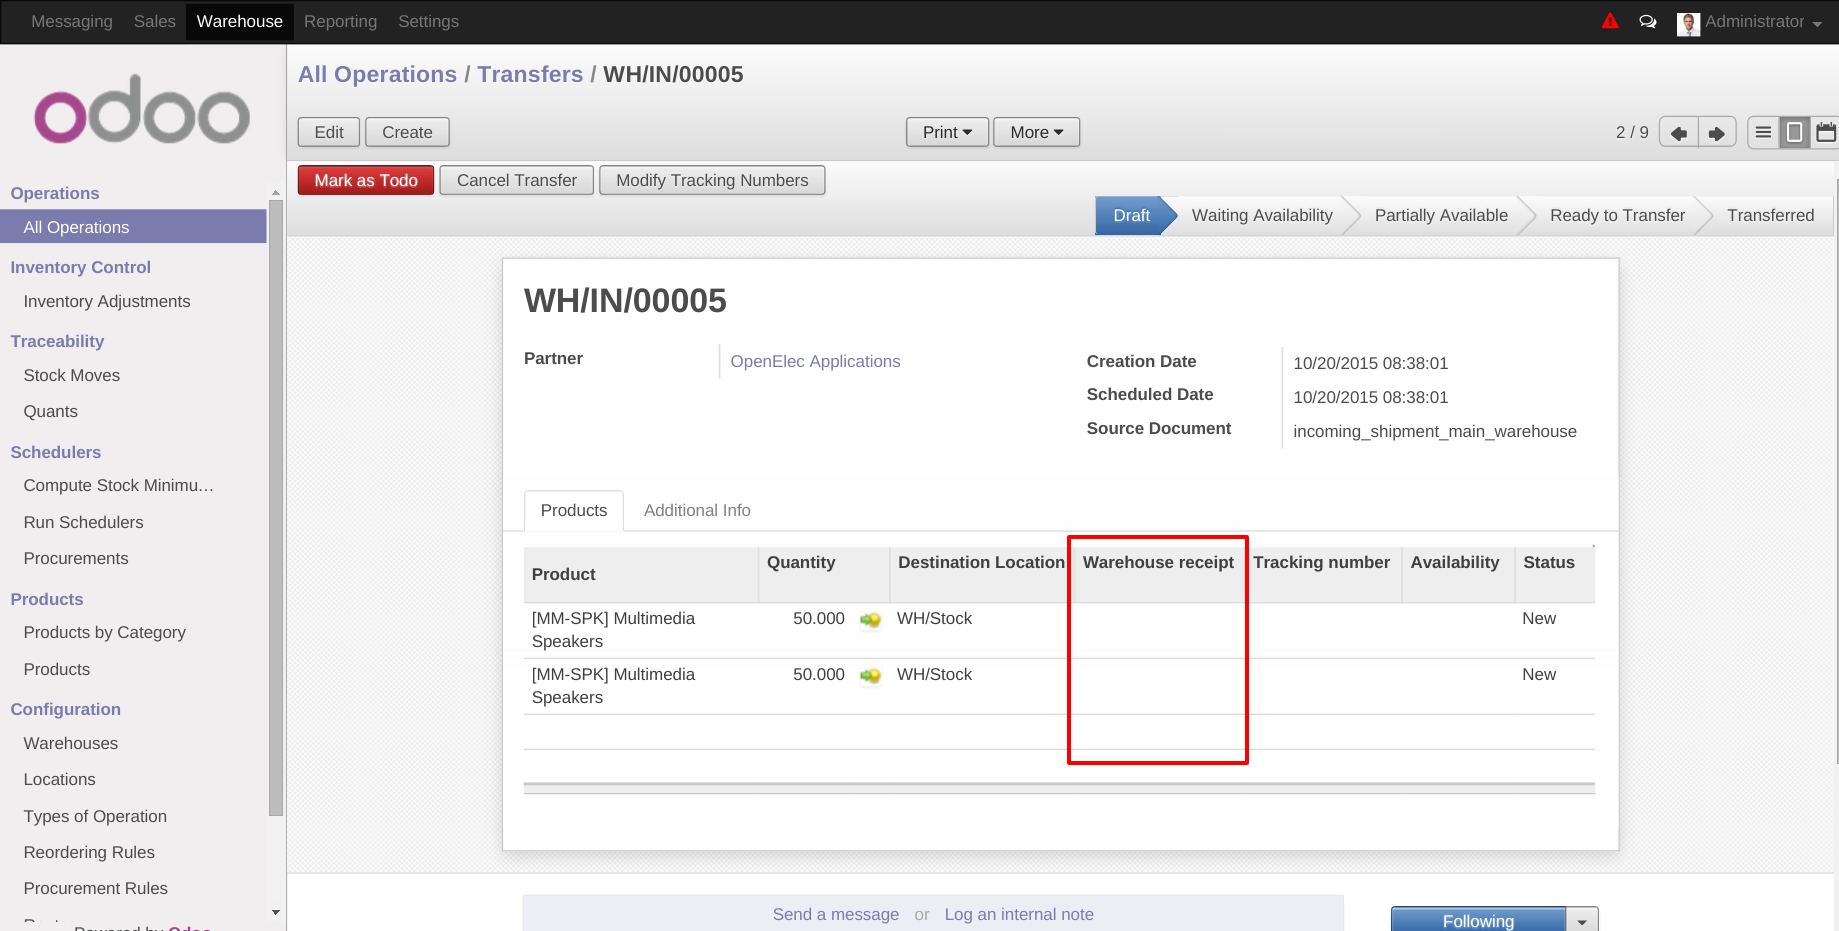 Messaging Sales Warehouse Reporting Settings Administrator
odoo
All Operations / Transfers / WH/IN/00005
Edit Create Print More 2 / 9
Mark as Todo Cancel Transfer Modify Tracking Numbers
Draft Waiting Availability Partially Available Ready to Transfer Transferred
Operations
All Operations
Inventory Control
Inventory Adjustments
Traceability
Stock Moves
Quants
Schedulers
Compute Stock Minimu…
Run Schedulers
Procurements
Products
Products by Category
Products
Configuration
Warehouses
Locations
Types of Operation
Reordering Rules
Procurement Rules
Powered by Odoo
WH/IN/00005
Partner OpenElec Applications
Creation Date 10/20/2015 08:38:01
Scheduled Date 10/20/2015 08:38:01
Source Document incoming_shipment_main_warehouse
Products Additional Info
Product Quantity Destination Location Warehouse receipt Tracking number Availability Status
[MM-SPK] Multimedia Speakers 50.000 WH/Stock New
[MM-SPK] Multimedia Speakers 50.000 WH/Stock New
Send a message or Log an internal note
Following